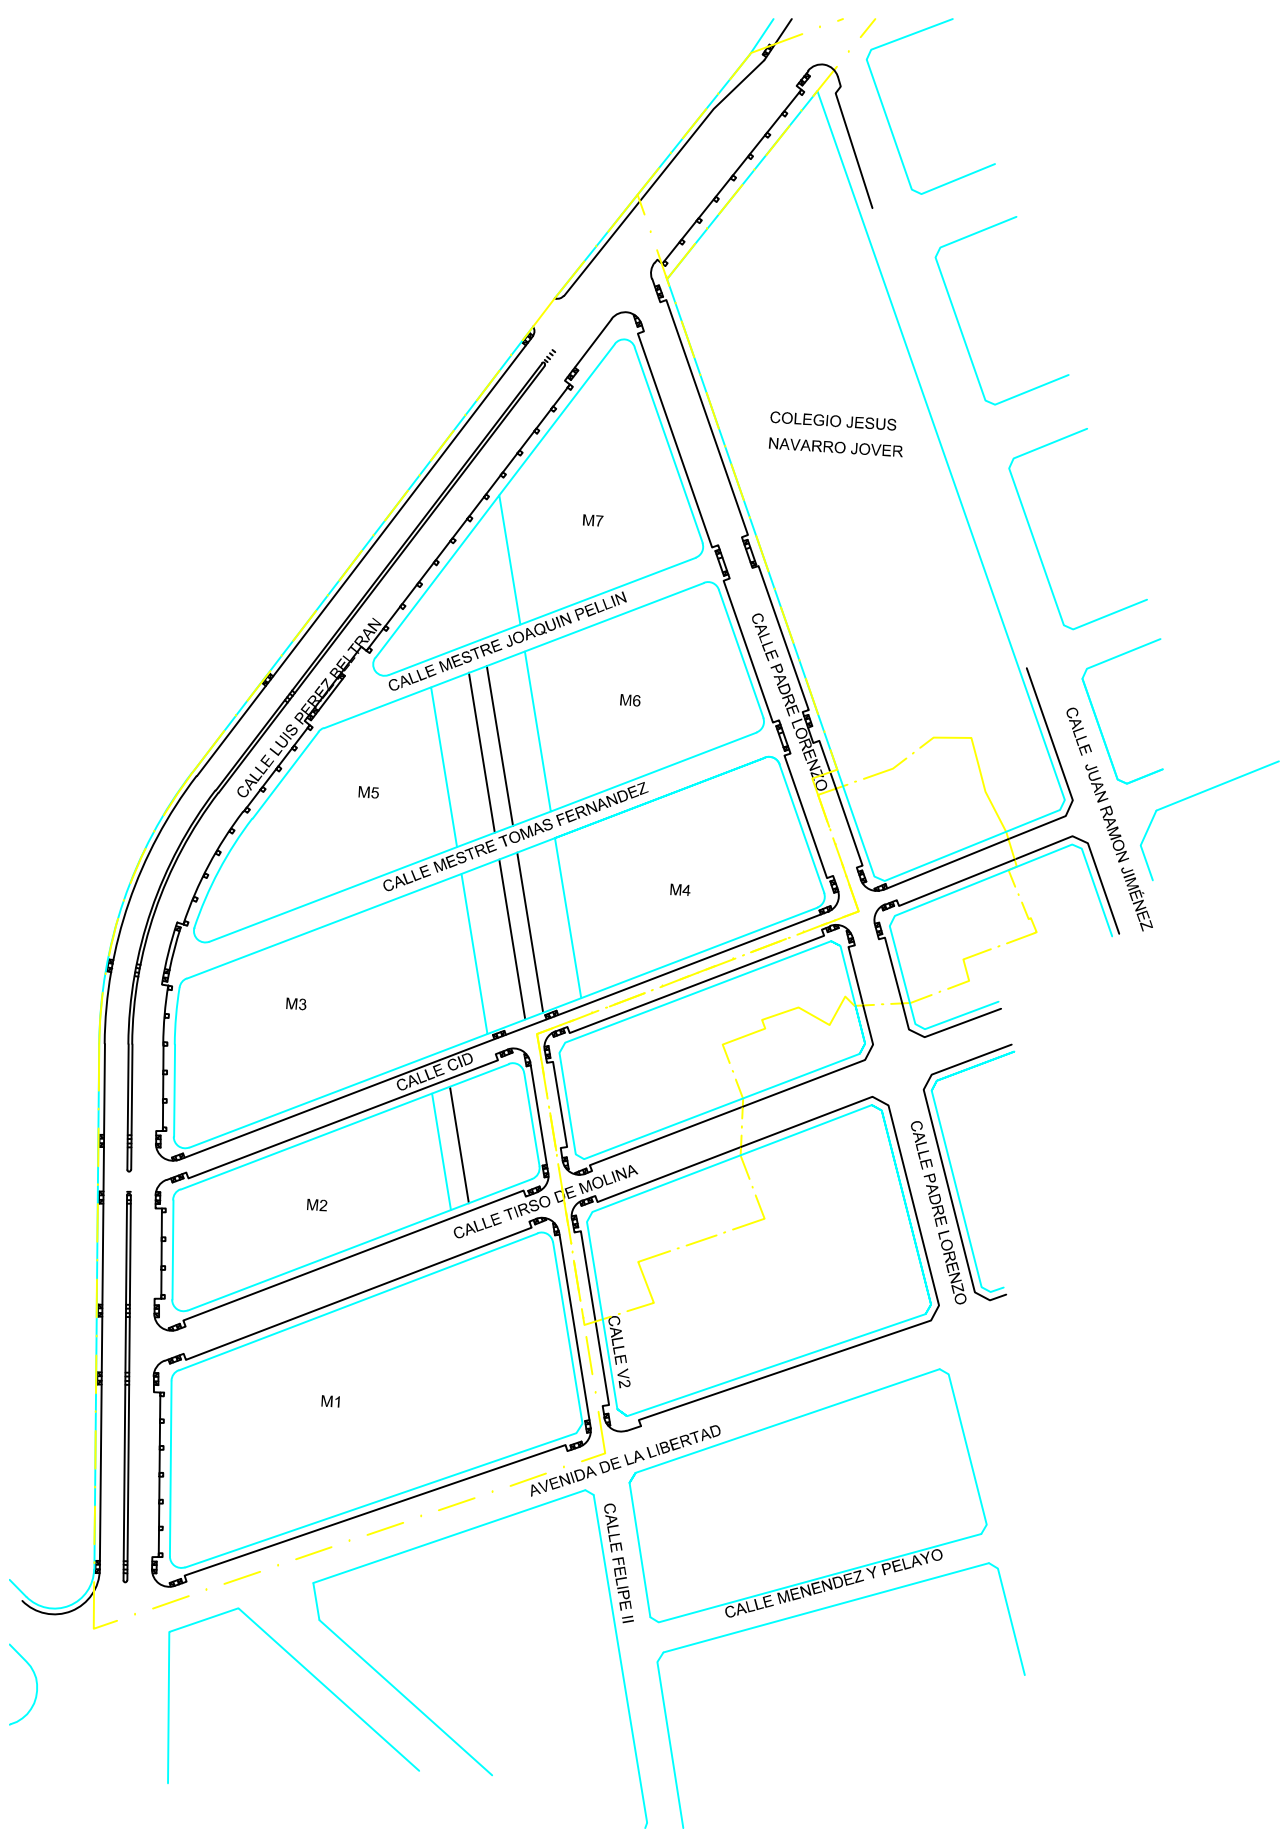 COLEGIO JESUS
NAVARRO JOVER
M7
CALLE MESTRE JOAQUIN PELLIN
CALLE LUIS PEREZ BELTRAN
CALLE PADRE LORENZO
M6
CALLE JUAN RAMON JIMÉNEZ
M5
CALLE MESTRE TOMAS FERNANDEZ
M4
M3
CALLE CID
CALLE PADRE LORENZO
M2
CALLE TIRSO DE MOLINA
CALLE V2
M1
AVENIDA DE LA LIBERTAD
CALLE FELIPE II
CALLE MENENDEZ Y PELAYO